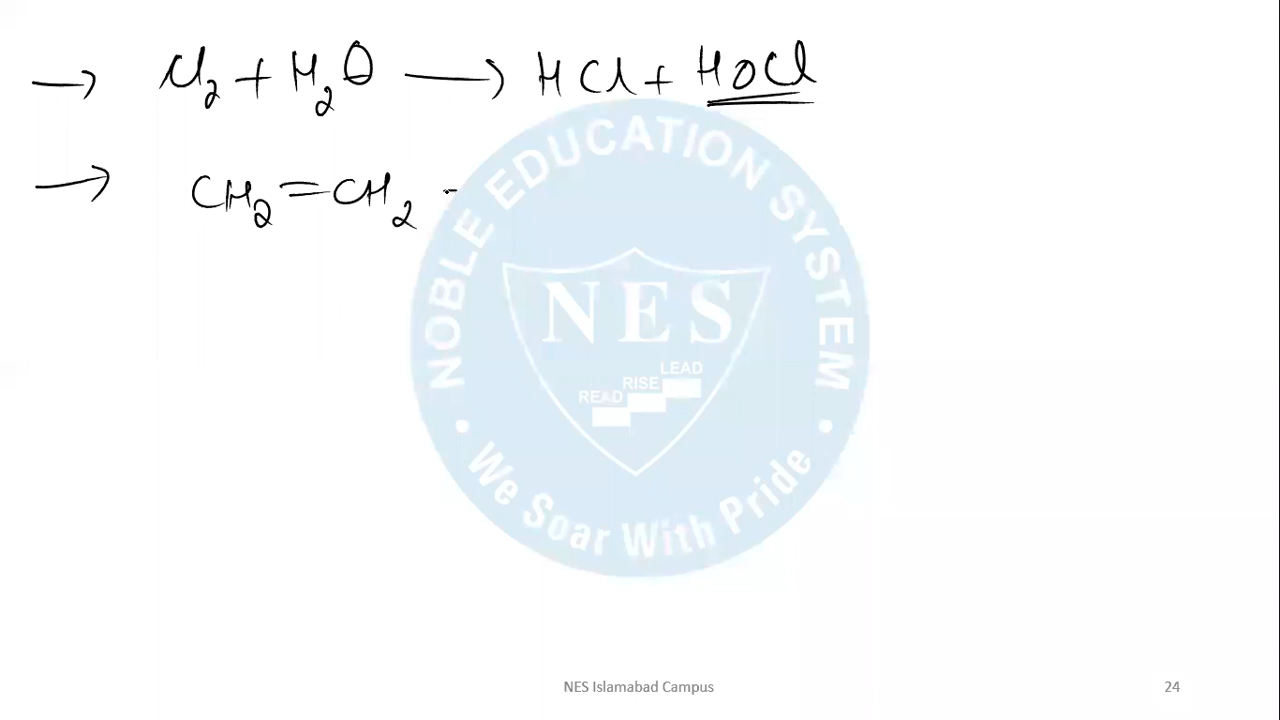 → Cl₂ + H₂O ⟶ HCl + HOCl
→ CH₂ = CH₂ -
NOBLE EDUCATION SYSTEM
NES
LEAD
RISE
READ
• We Soar With Pride •
NES Islamabad Campus
24